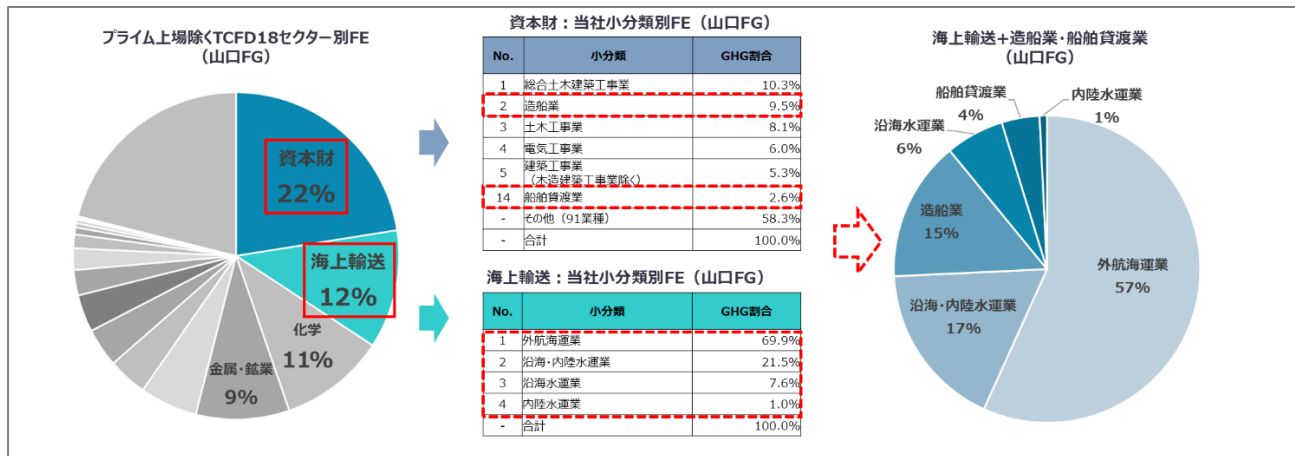 プライム上場除くTCFD18セクター別FE
（山口FG）
資本財
22%
海上輸送
12%
化学
11%
金属・鉱業
9%
資本財：当社小分類別FE（山口FG）
No. 小分類 GHG割合
1 総合土木建築工事業 10.3%
2 造船業 9.5%
3 土木工事業 8.1%
4 電気工事業 6.0%
5 建築工事業
（木造建築工事業除く） 5.3%
14 船舶貸渡業 2.6%
- その他（91業種） 58.3%
- 合計 100.0%
海上輸送：当社小分類別FE（山口FG）
No. 小分類 GHG割合
1 外航海運業 69.9%
2 沿海・内陸水運業 21.5%
3 沿海水運業 7.6%
4 内陸水運業 1.0%
- 合計 100.0%
海上輸送+造船業・船舶貸渡業
（山口FG）
内陸水運業
1%
船舶貸渡業
4%
沿海水運業
6%
造船業
15%
沿海・内陸水運業
17%
外航海運業
57%